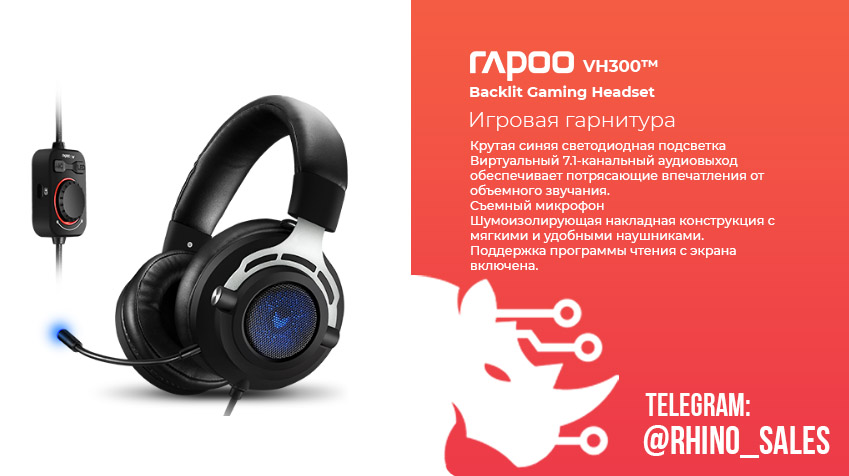 rapoo VH300™
Backlit Gaming Headset
Игровая гарнитура
Крутая синяя светодиодная подсветка
Виртуальный 7.1-канальный аудиовыход
обеспечивает потрясающие впечатления от
объемного звучания.
Съемный микрофон
Шумоизолирующая накладная конструкция с
мягкими и удобными наушниками.
Поддержка программы чтения с экрана
включена.
TELEGRAM:
@RHINO_SALES